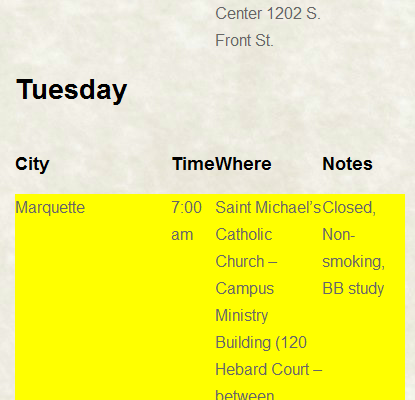 Center 1202 S.
Front St.
Tuesday
City Time Where Notes
Marquette 7:00 Saint Michael's Closed,
am Catholic Non-
Church – smoking,
Campus BB study
Ministry
Building (120
Hebard Court –
between